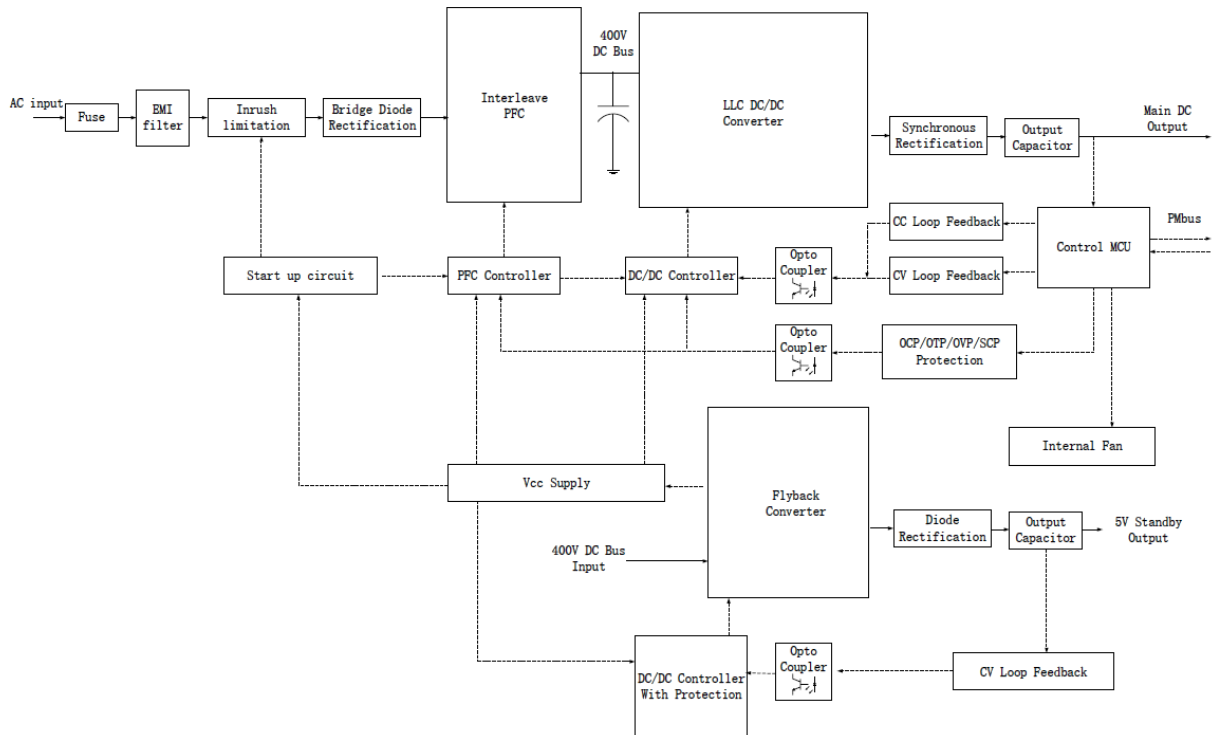 400V
DC Bus
AC input
Fuse
EMI
filter
Inrush
limitation
Bridge Diode
Rectification
Interleave
PFC
LLC DC/DC
Converter
Synchronous
Rectification
Output
Capacitor
Main DC
Output
CC Loop Feedback
Control MCU
PMbus
Start up circuit
PFC Controller
DC/DC Controller
Opto
Coupler
CV Loop Feedback
Opto
Coupler
OCP/OTP/OVP/SCP
Protection
Internal Fan
Vcc Supply
Flyback
Converter
Diode
Rectification
Output
Capacitor
5V Standby
Output
400V DC Bus
Input
DC/DC Controller
With Protection
Opto
Coupler
CV Loop Feedback